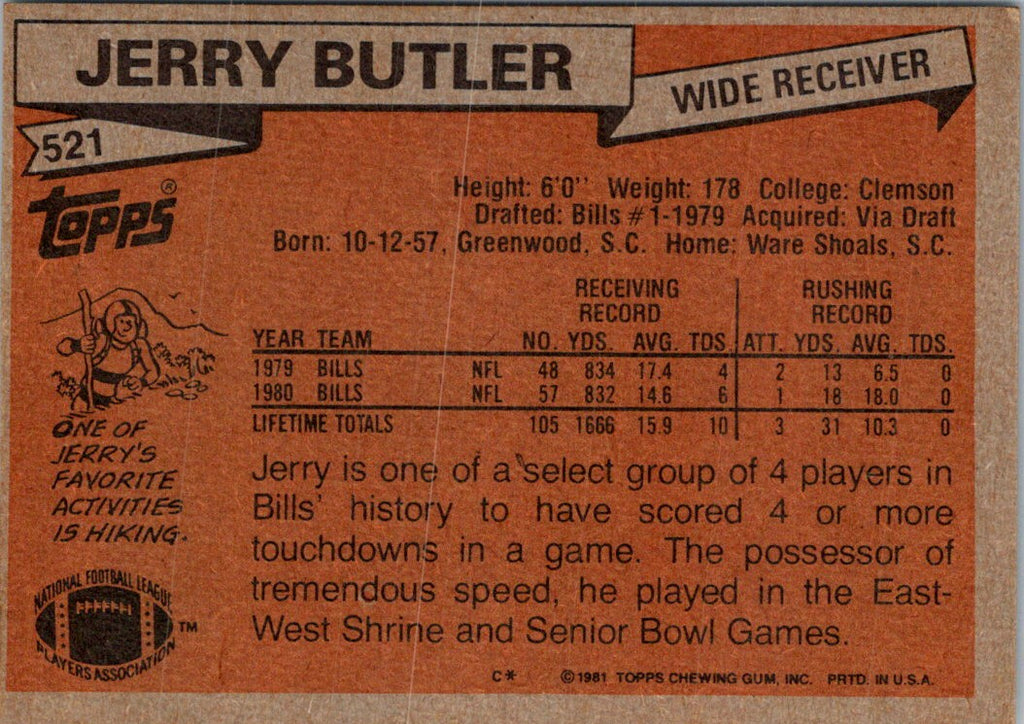 JERRY BUTLER
WIDE RECEIVER
521
TOPPS®
Height: 6'0" Weight: 178 College: Clemson
Drafted: Bills #1-1979 Acquired: Via Draft
Born: 10-12-57, Greenwood, S.C. Home: Ware Shoals, S.C.
RECEIVING RECORD RUSHING RECORD
YEAR TEAM NO. YDS. AVG. TDS. ATT. YDS. AVG. TDS.
1979 BILLS NFL 48 834 17.4 4 2 13 6.5 0
1980 BILLS NFL 57 832 14.6 6 1 18 18.0 0
LIFETIME TOTALS 105 1666 15.9 10 3 31 10.3 0
ONE OF
JERRY'S
FAVORITE
ACTIVITIES
IS HIKING.
Jerry is one of a select group of 4 players in
Bills' history to have scored 4 or more
touchdowns in a game. The possessor of
tremendous speed, he played in the East-
West Shrine and Senior Bowl Games.
NATIONAL FOOTBALL LEAGUE
PLAYERS ASSOCIATION
TM
C* ©1981 TOPPS CHEWING GUM, INC. PRTD. IN U.S.A.